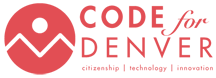 CODE for
DENVER
citizenship | technology | innovation